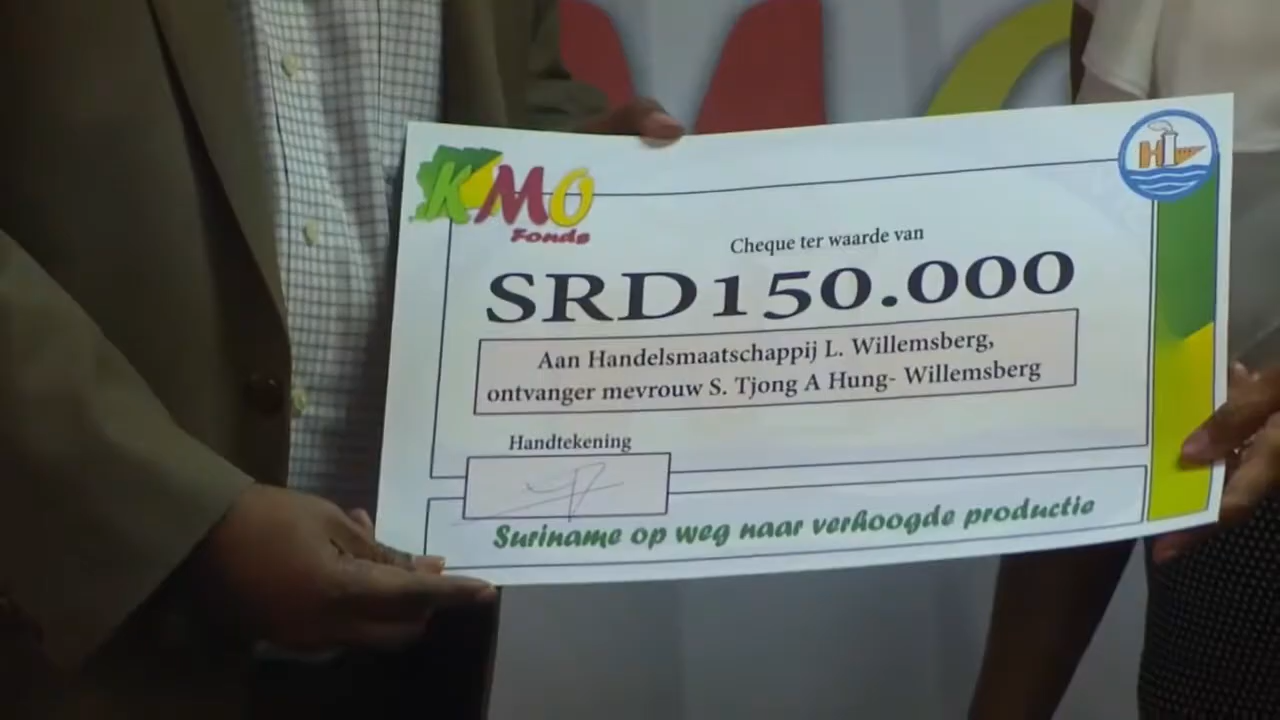 KMO
Fonds
HI
Cheque ter waarde van
SRD150.000
Aan Handelsmaatschappij L. Willemsberg,
ontvanger mevrouw S. Tjong A Hung- Willemsberg
Handtekening
Suriname op weg naar verhoogde productie